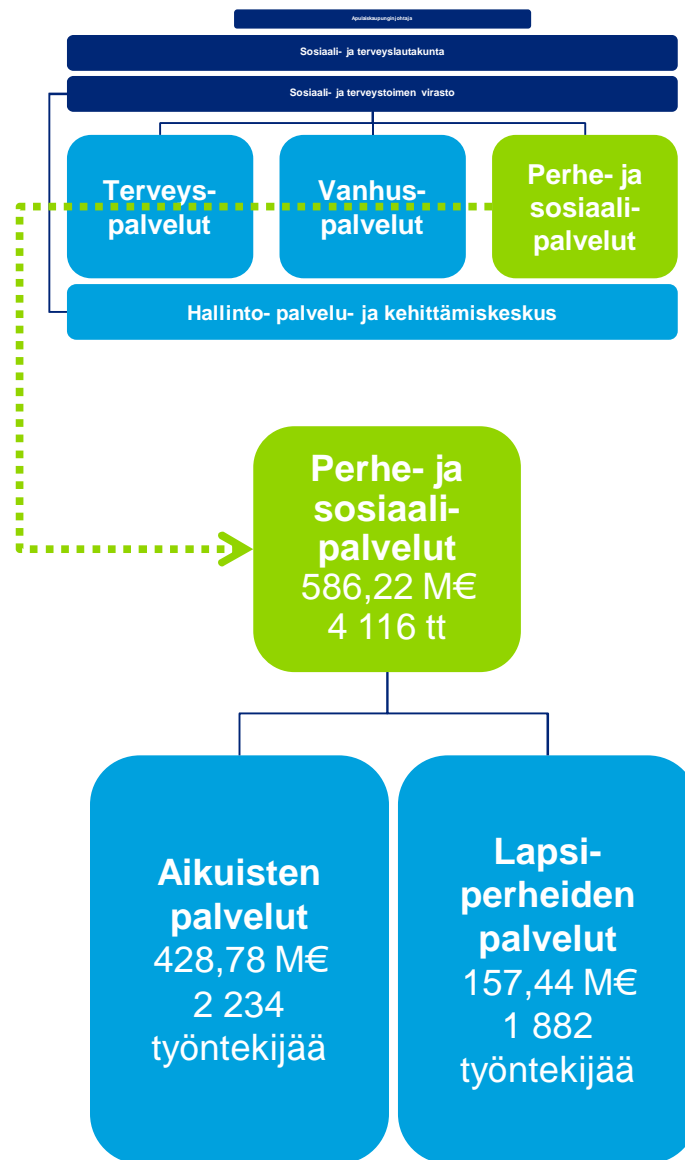 Apulaiskaupunginjohtaja
Sosiaali- ja terveyslautakunta
Sosiaali- ja terveystoimen virasto
Terveys-
palvelut
Vanhus-
palvelut
Perhe- ja
sosiaali-
palvelut
Hallinto- palvelu- ja kehittämiskeskus
Perhe- ja
sosiaali-
palvelut
586,22 M€
4 116 tt
Aikuisten
palvelut
428,78 M€
2 234
työntekijää
Lapsi-
perheiden
palvelut
157,44 M€
1 882
työntekijää